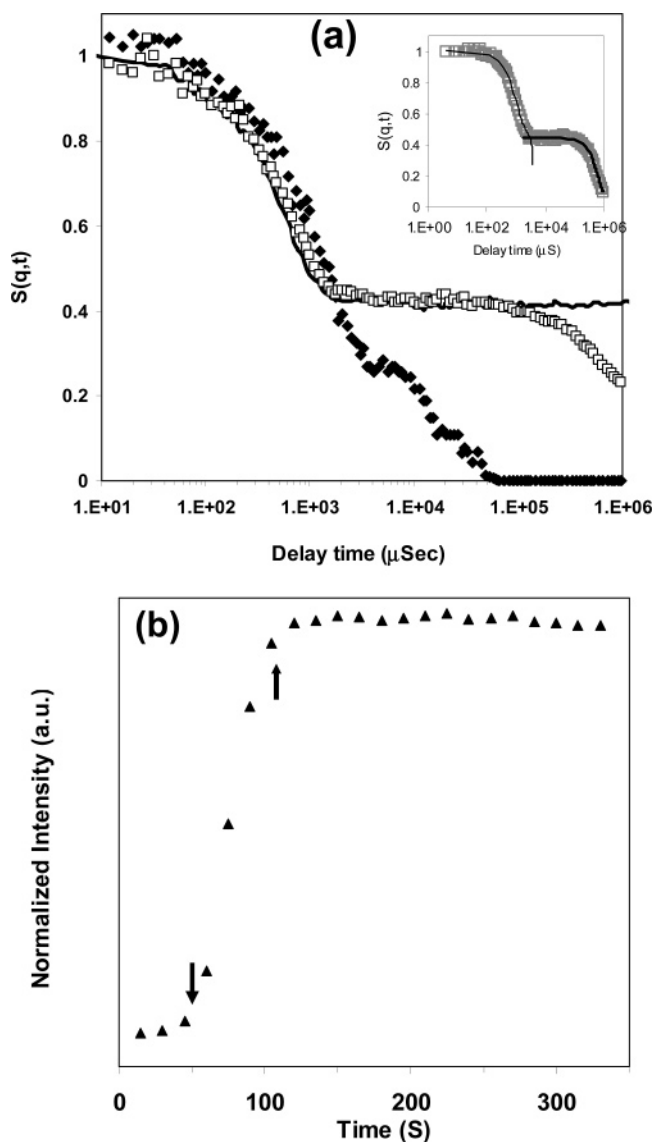 (a)
S(q,t)
1
0.8
0.6
0.4
0.2
0
1.E+01 1.E+02 1.E+03 1.E+04 1.E+05 1.E+06
Delay time (μSec)
S(q,t)
1
0.8
0.6
0.4
0.2
0
1.E+00 1.E+02 1.E+04 1.E+06
Delay time (μS)
(b)
Normalized Intensity (a.u.)
0 100 200 300
Time (S)